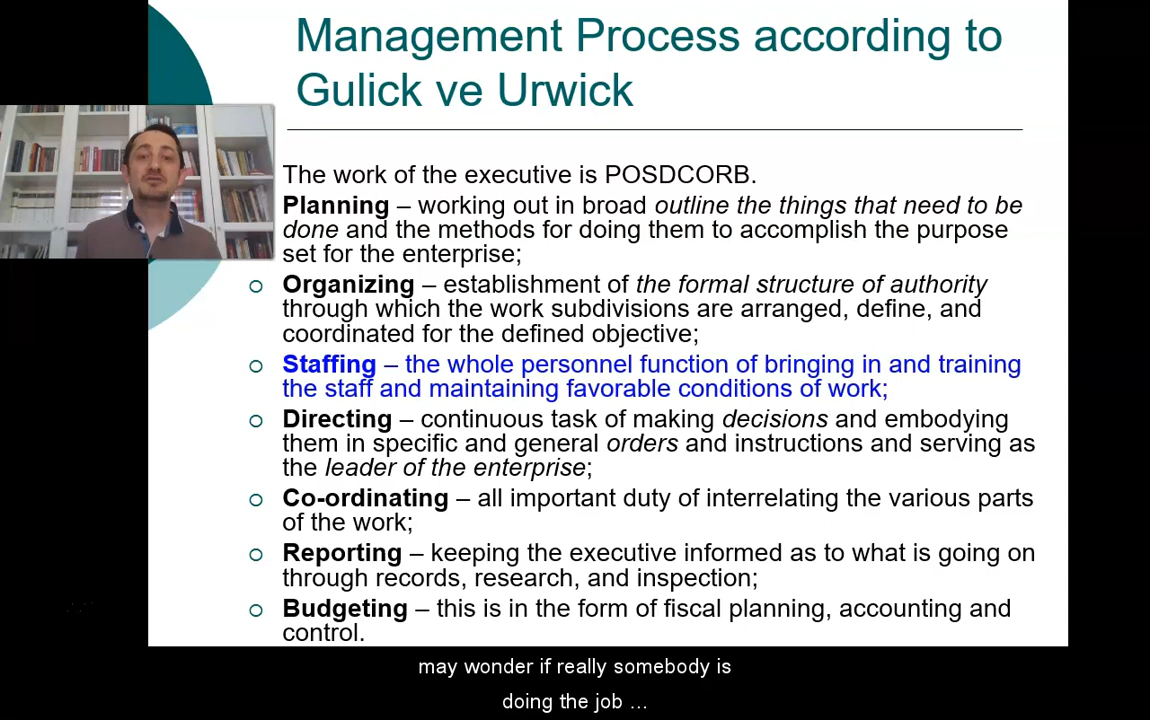 Management Process according to
Gulick ve Urwick
The work of the executive is POSDCORB.
Planning – working out in broad outline the things that need to be
done and the methods for doing them to accomplish the purpose
set for the enterprise;
Organizing – establishment of the formal structure of authority
through which the work subdivisions are arranged, define, and
coordinated for the defined objective;
Staffing – the whole personnel function of bringing in and training
the staff and maintaining favorable conditions of work;
Directing – continuous task of making decisions and embodying
them in specific and general orders and instructions and serving as
the leader of the enterprise;
Co-ordinating – all important duty of interrelating the various parts
of the work;
Reporting – keeping the executive informed as to what is going on
through records, research, and inspection;
Budgeting – this is in the form of fiscal planning, accounting and
control.
may wonder if really somebody is
doing the job ...